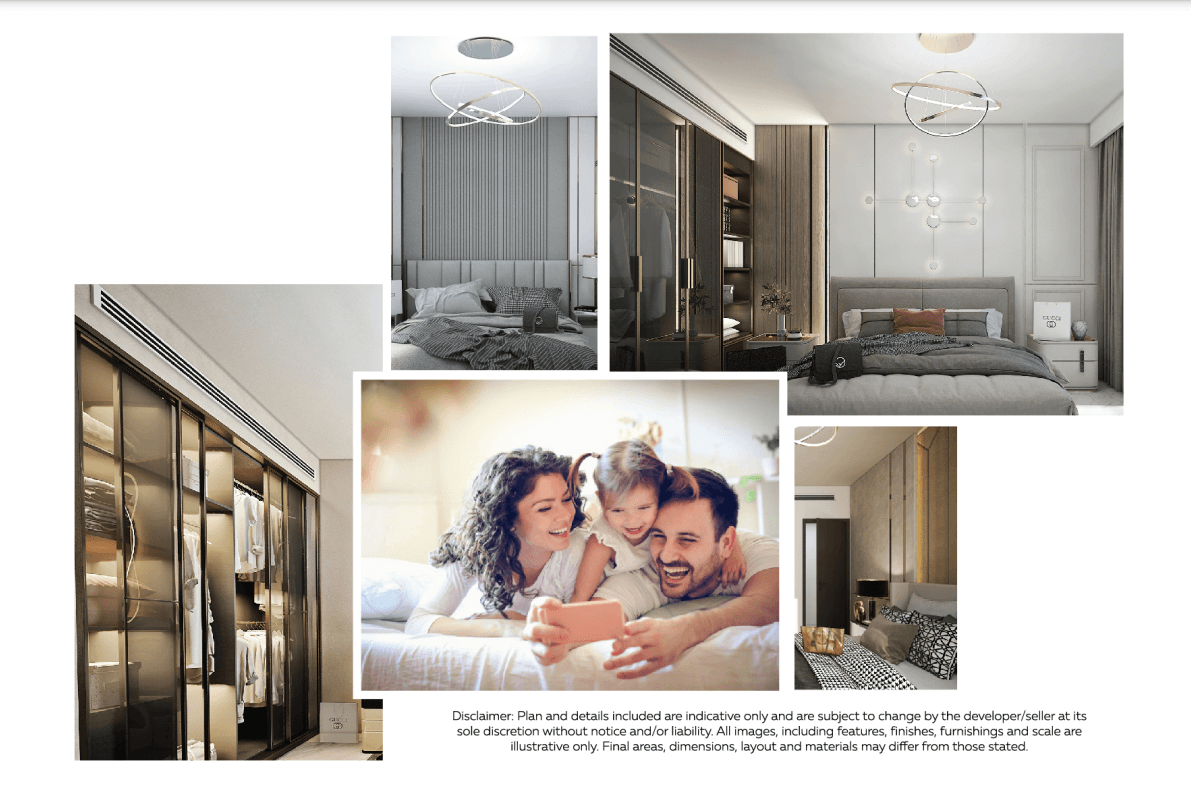 GUCCI
GUCCI
Disclaimer: Plan and details included are indicative only and are subject to change by the developer/seller at its
sole discretion without notice and/or liability. All images, including features, finishes, furnishings and scale are
illustrative only. Final areas, dimensions, layout and materials may differ from those stated.